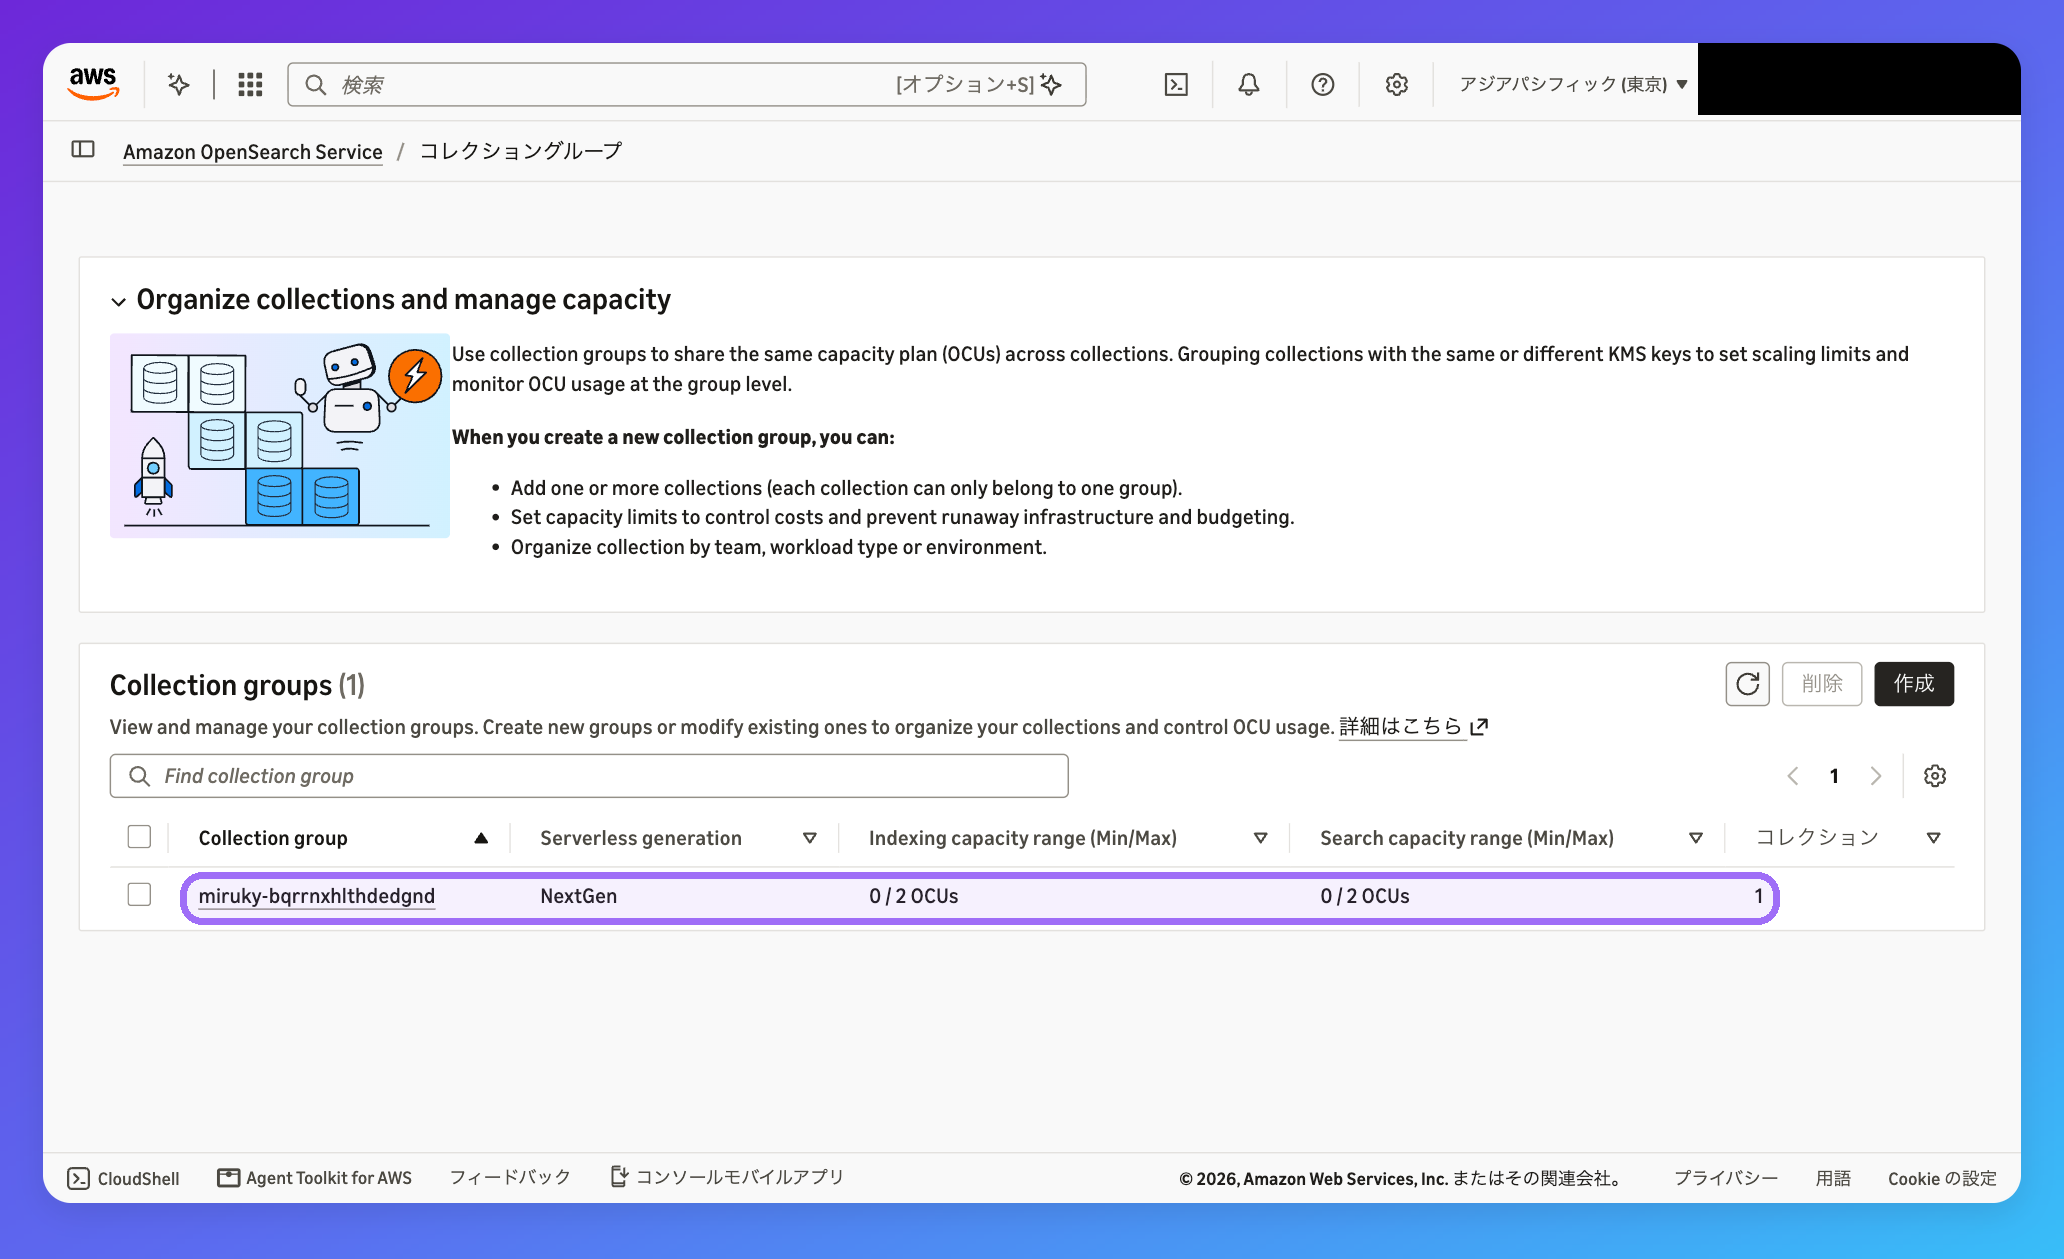 aws
検索
[オプション+S]
アジアパシフィック (東京) ▼
Amazon OpenSearch Service / コレクショングループ
Organize collections and manage capacity
Use collection groups to share the same capacity plan (OCUs) across collections. Grouping collections with the same or different KMS keys to set scaling limits and
monitor OCU usage at the group level.
When you create a new collection group, you can:
• Add one or more collections (each collection can only belong to one group).
• Set capacity limits to control costs and prevent runaway infrastructure and budgeting.
• Organize collection by team, workload type or environment.
Collection groups (1)
削除
作成
View and manage your collection groups. Create new groups or modify existing ones to organize your collections and control OCU usage. 詳細はこちら
Find collection group
1
Collection group Serverless generation Indexing capacity range (Min/Max) Search capacity range (Min/Max) コレクション
miruky-bqrrnxhlthdedgnd NextGen 0 / 2 OCUs 0 / 2 OCUs 1
CloudShell Agent Toolkit for AWS フィードバック コンソールモバイルアプリ © 2026, Amazon Web Services, Inc. またはその関連会社。 プライバシー 用語 Cookie の設定